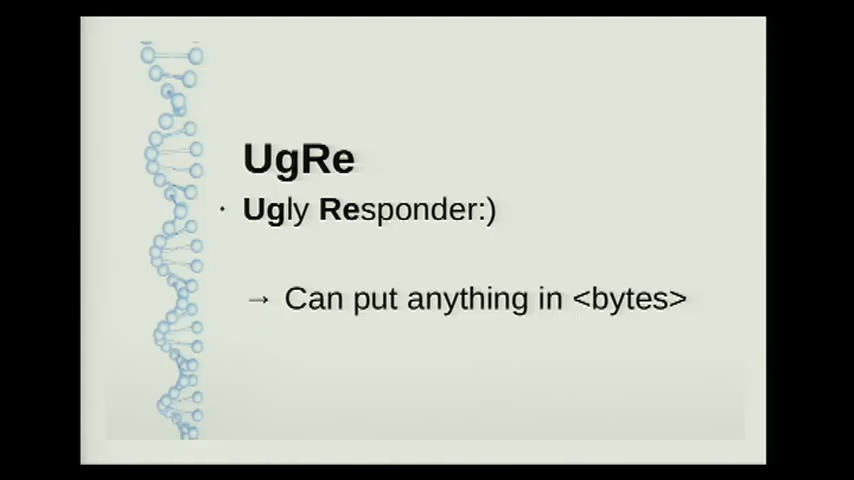 UgRe
· Ugly Responder:)
→ Can put anything in <bytes>